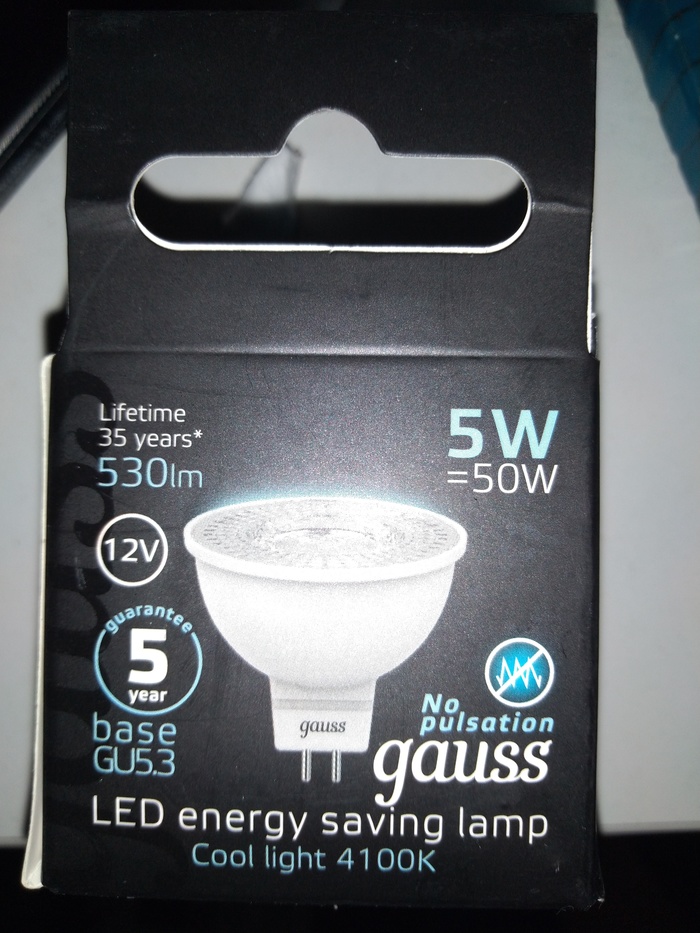 Lifetime
35 years*
530lm
5W
=50W
12V
guarantee
5
year
base
GU5.3
gauss
No
pulsation
gauss
LED energy saving lamp
Cool light 4100K